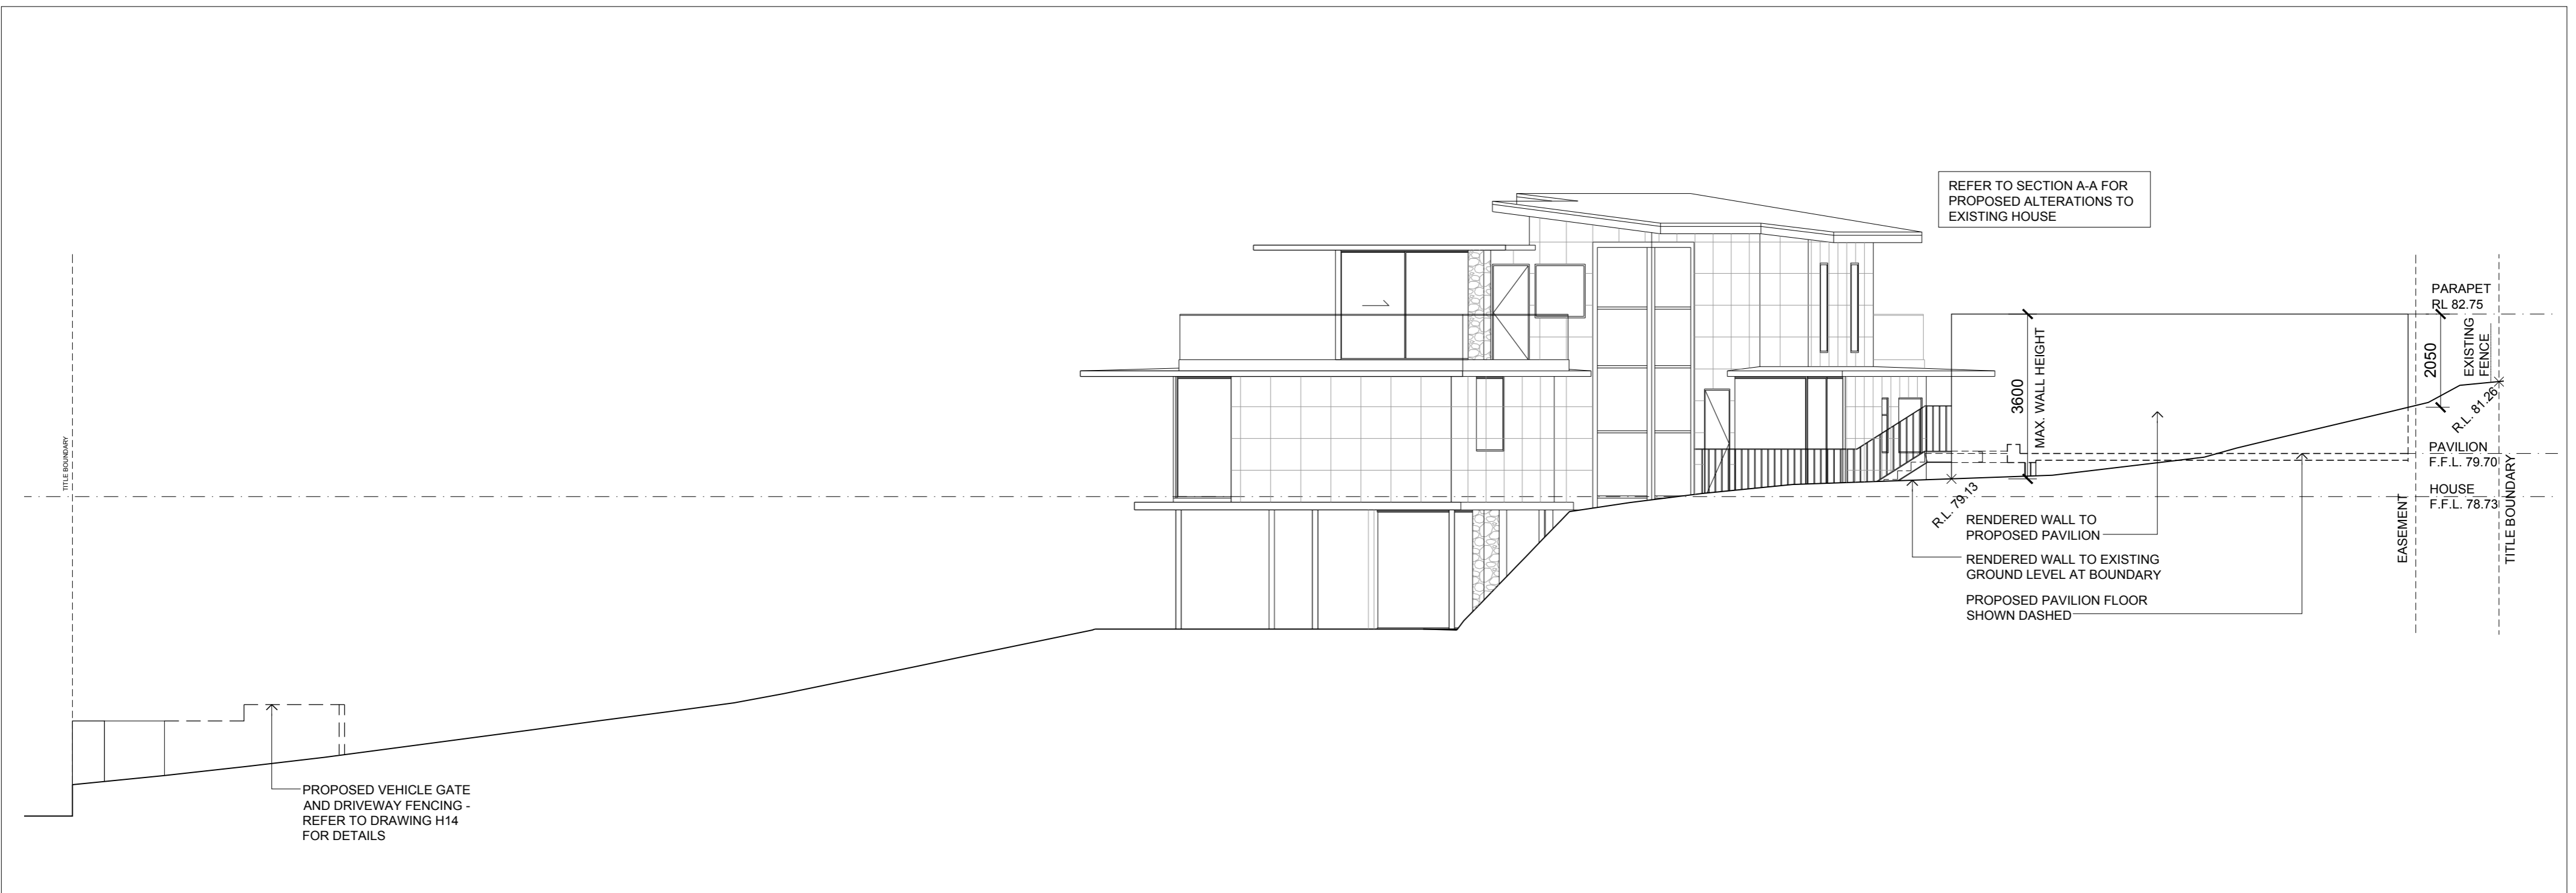 REFER TO SECTION A-A FOR
PROPOSED ALTERATIONS TO
EXISTING HOUSE
PARAPET
RL 82.75
EXISTING
FENCE
2050
3600
MAX. WALL HEIGHT
R.L. 81.26
PAVILION
F.F.L. 79.70
HOUSE
F.F.L. 78.73
EASEMENT
TITLE BOUNDARY
TITLE BOUNDARY
R.L. 79.13
RENDERED WALL TO
PROPOSED PAVILION
RENDERED WALL TO EXISTING
GROUND LEVEL AT BOUNDARY
PROPOSED PAVILION FLOOR
SHOWN DASHED
PROPOSED VEHICLE GATE
AND DRIVEWAY FENCING -
REFER TO DRAWING H14
FOR DETAILS